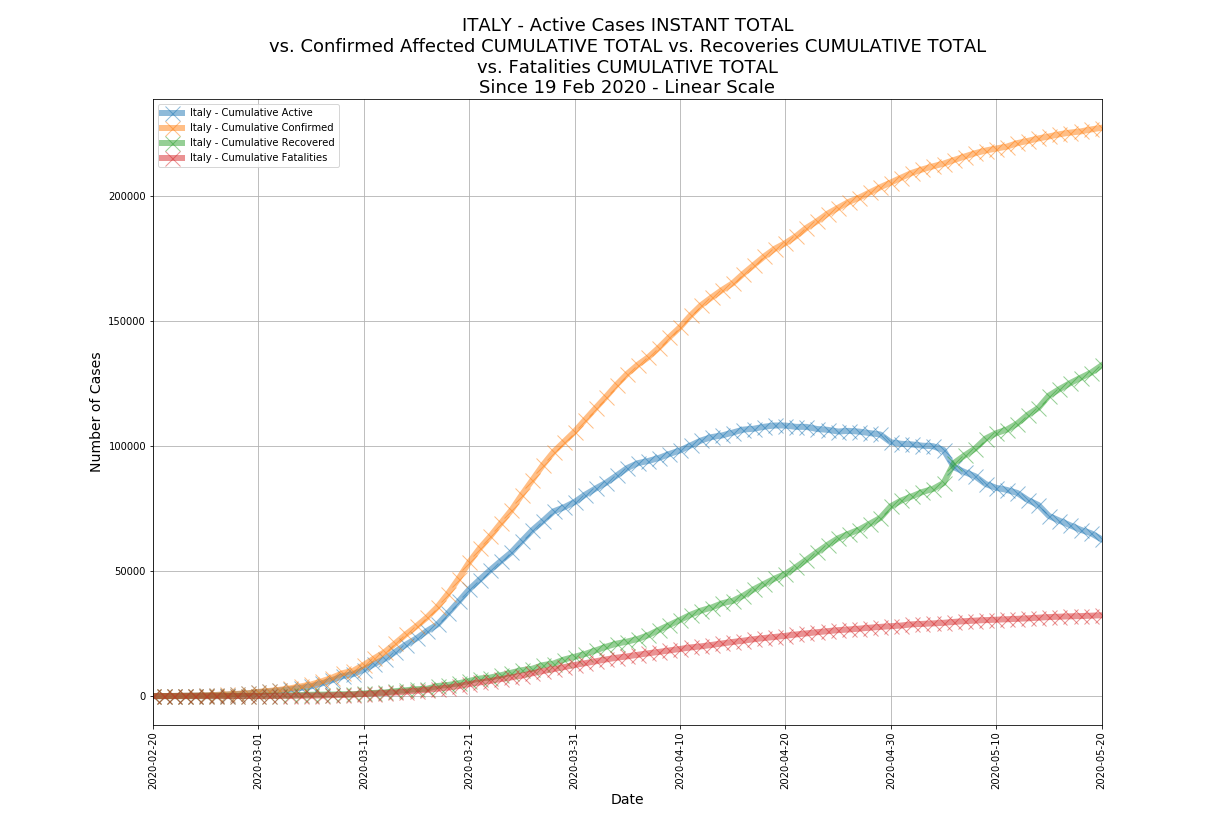 ITALY - Active Cases INSTANT TOTAL
vs. Confirmed Affected CUMULATIVE TOTAL vs. Recoveries CUMULATIVE TOTAL
vs. Fatalities CUMULATIVE TOTAL
Since 19 Feb 2020 - Linear Scale
Italy - Cumulative Active
Italy - Cumulative Confirmed
Italy - Cumulative Recovered
Italy - Cumulative Fatalities
200000
150000
100000
50000
0
Number of Cases
2020-02-20
2020-03-01
2020-03-11
2020-03-21
2020-03-31
2020-04-10
2020-04-20
2020-04-30
2020-05-10
2020-05-20
Date